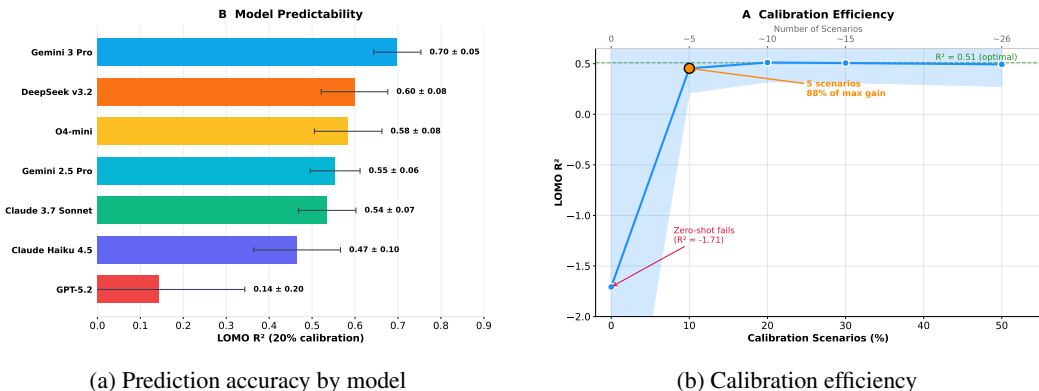 B Model Predictability
Gemini 3 Pro
0.70 ± 0.05
DeepSeek v3.2
0.60 ± 0.08
O4-mini
0.58 ± 0.08
Gemini 2.5 Pro
0.55 ± 0.06
Claude 3.7 Sonnet
0.54 ± 0.07
Claude Haiku 4.5
0.47 ± 0.10
GPT-5.2
0.14 ± 0.20
0.0 0.1 0.2 0.3 0.4 0.5 0.6 0.7 0.8 0.9
LOMO R² (20% calibration)
(a) Prediction accuracy by model
A Calibration Efficiency
Number of Scenarios
0 ~5 ~10 ~15 ~26
R² = 0.51 (optimal)
5 scenarios
88% of max gain
Zero-shot fails
(R² = -1.71)
LOMO R²
0.5
0.0
−0.5
−1.0
−1.5
−2.0
0 10 20 30 40 50
Calibration Scenarios (%)
(b) Calibration efficiency